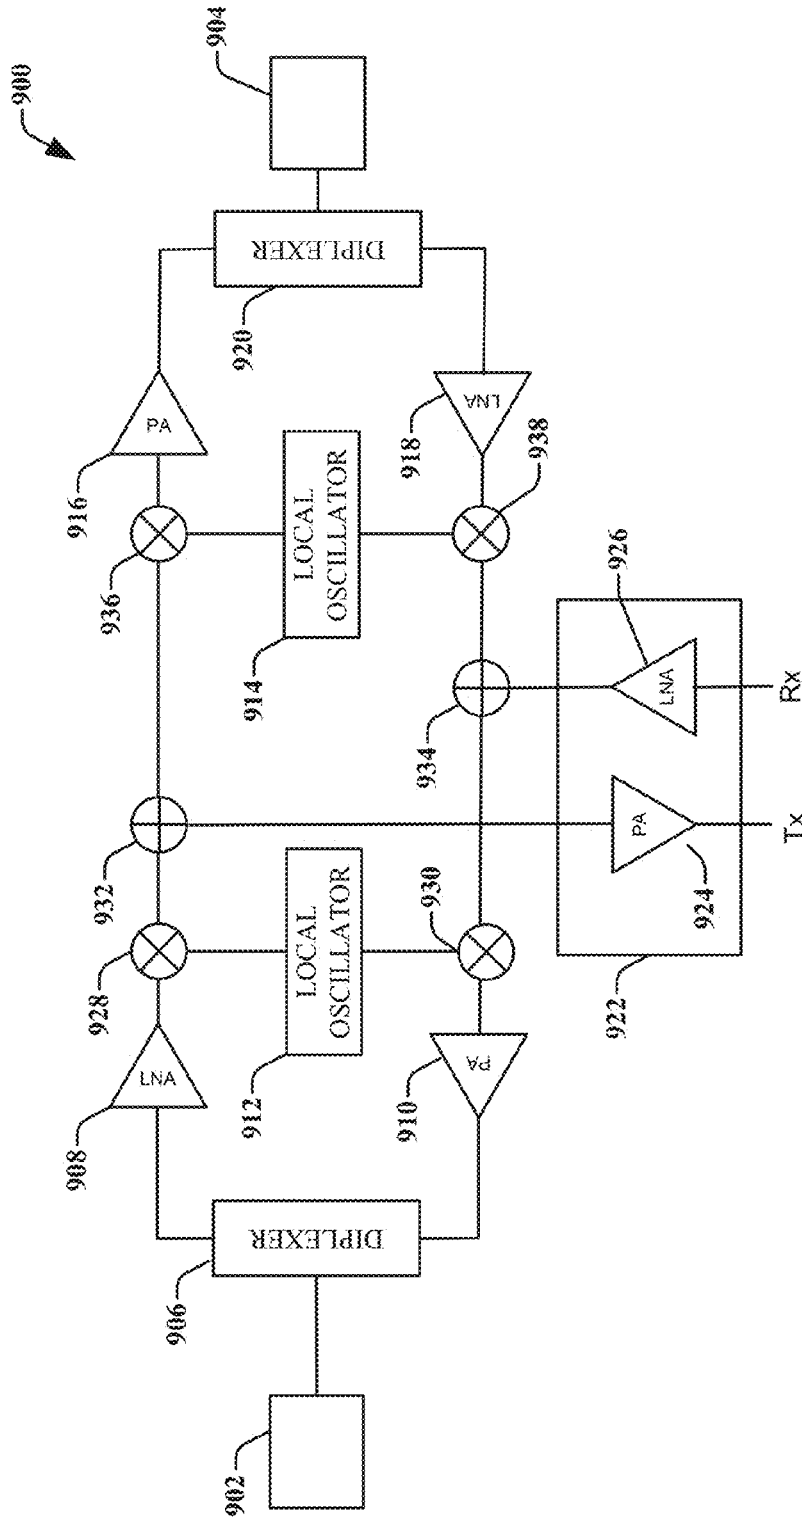 900
904
916
PA
DIPLEXER
920
936
LOCAL
OSCILLATOR
914
918
LNA
938
932
934
926
LNA
Rx
928
LOCAL
OSCILLATOR
912
930
PA
924
Tx
922
908
LNA
910
PA
DIPLEXER
906
902